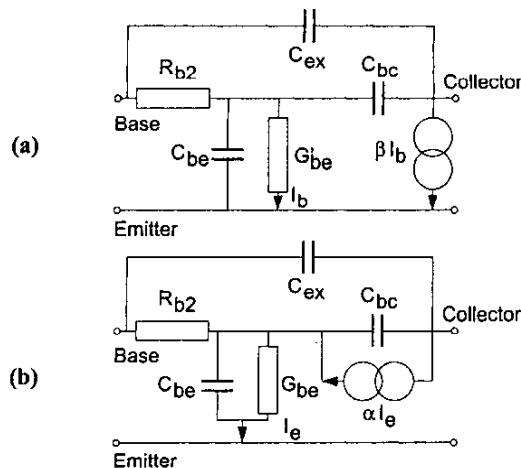 C_ex
R_b2
C_bc
Collector
Base
(a)
C_be
G'_be
βI_b
I_b
Emitter
C_ex
R_b2
C_bc
Collector
Base
(b)
C_be
G_be
αI_e
I_e
Emitter